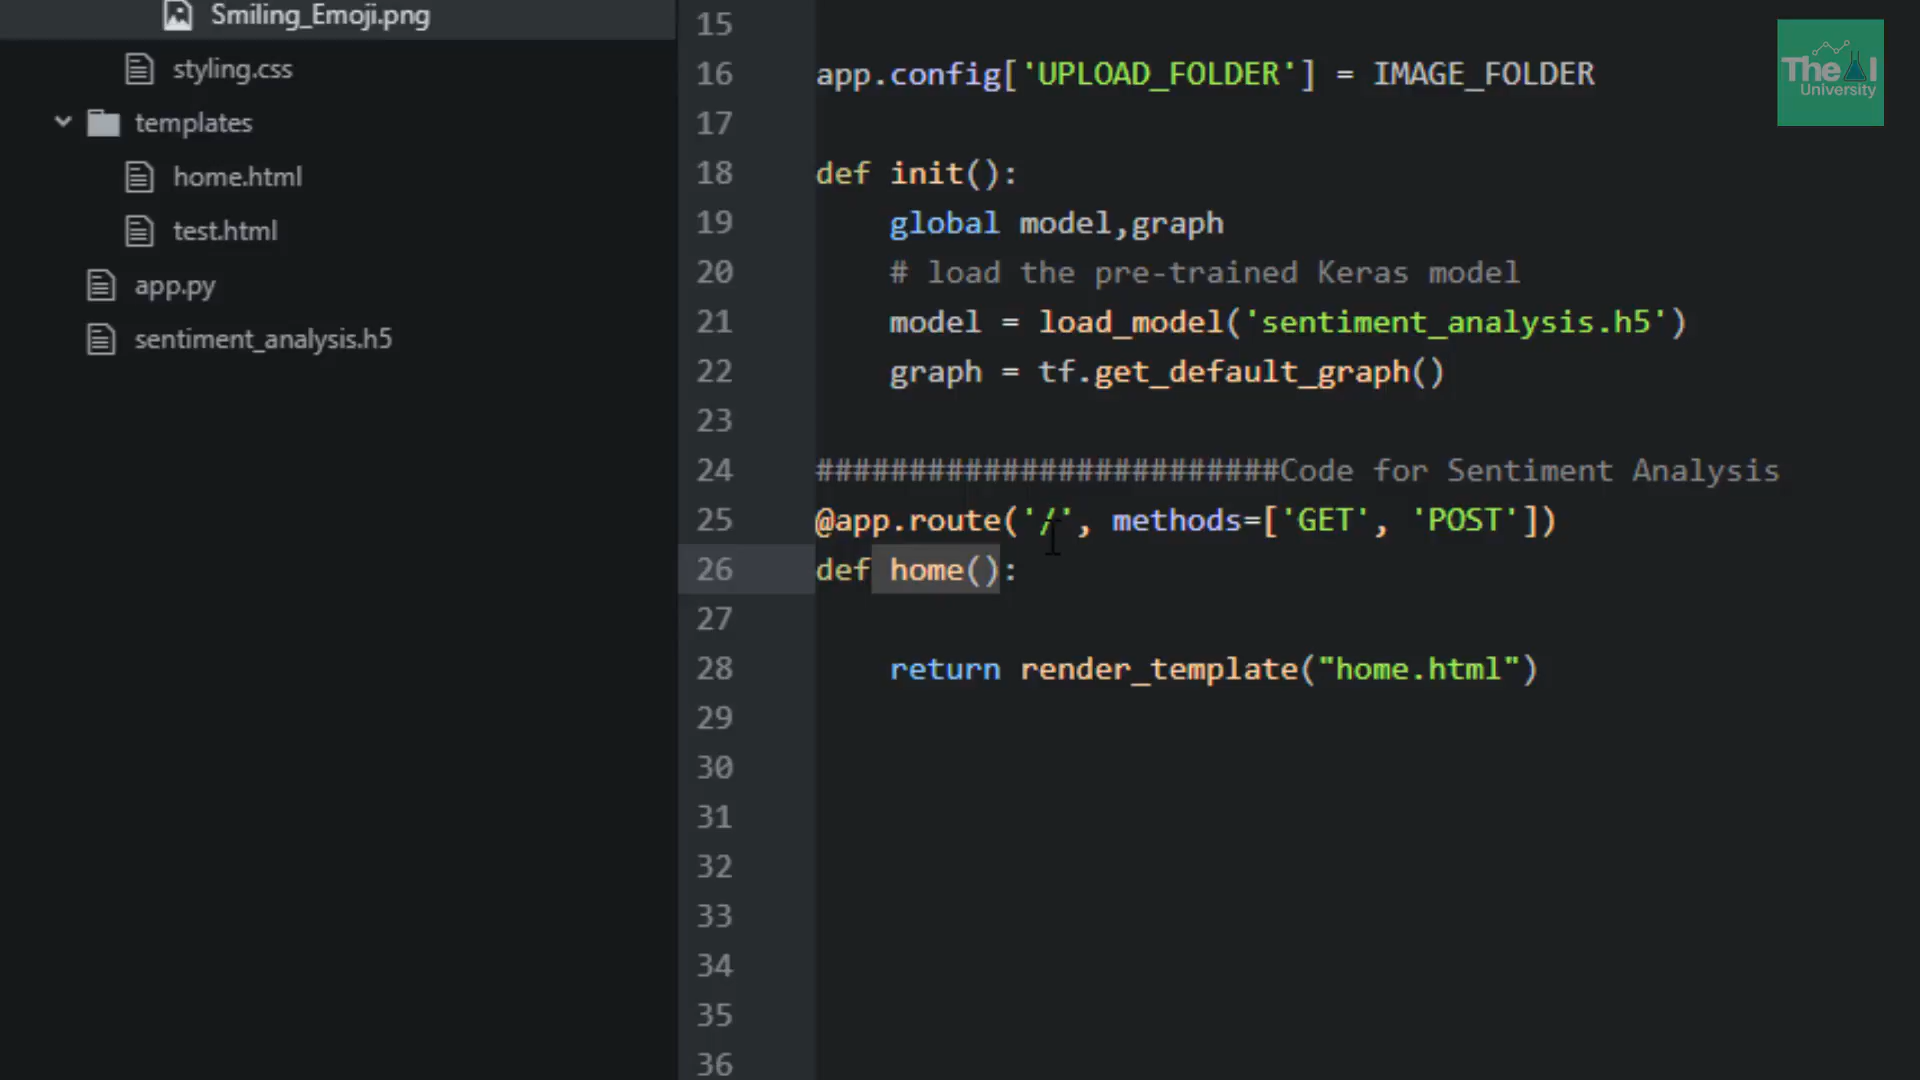 Smiling_Emoji.png
styling.css
templates
home.html
test.html
app.py
sentiment_analysis.h5
15
16 app.config['UPLOAD_FOLDER'] = IMAGE_FOLDER
17
18 def init():
19 global model,graph
20 # load the pre-trained Keras model
21 model = load_model('sentiment_analysis.h5')
22 graph = tf.get_default_graph()
23
24 #########################Code for Sentiment Analysis
25 @app.route('/', methods=['GET', 'POST'])
26 def home():
27
28 return render_template("home.html")
29
30
31
32
33
34
35
36
The AI
University